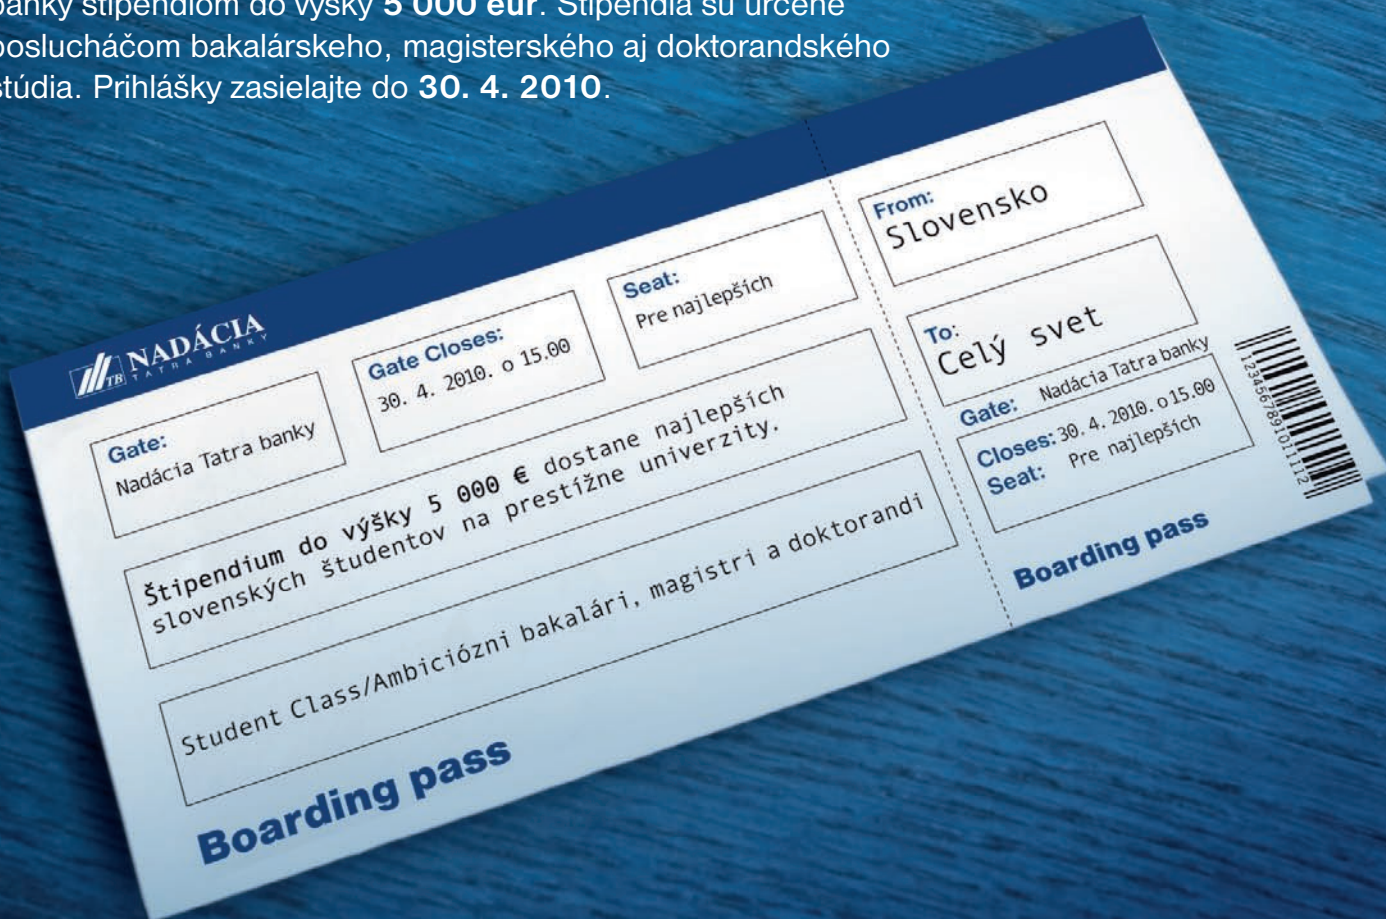 banky štipendiom do výšky 5 000 eur. Štipendiá sú určené
poslucháčom bakalárskeho, magisterského aj doktorandského
štúdia. Prihlášky zasielajte do 30. 4. 2010.
TB NADÁCIA
TATRA BANKY
Gate:
Nadácia Tatra banky
Gate Closes:
30. 4. 2010. o 15.00
Seat:
Pre najlepších
Štipendium do výšky 5 000 € dostane najlepších
slovenských študentov na prestížne univerzity.
Student Class/Ambiciózni bakalári, magistri a doktorandi
Boarding pass
From:
Slovensko
To:
Celý svet
Gate: Nadácia Tatra banky
Closes: 30. 4. 2010. o 15.00
Seat: Pre najlepších
Boarding pass
123456789101112